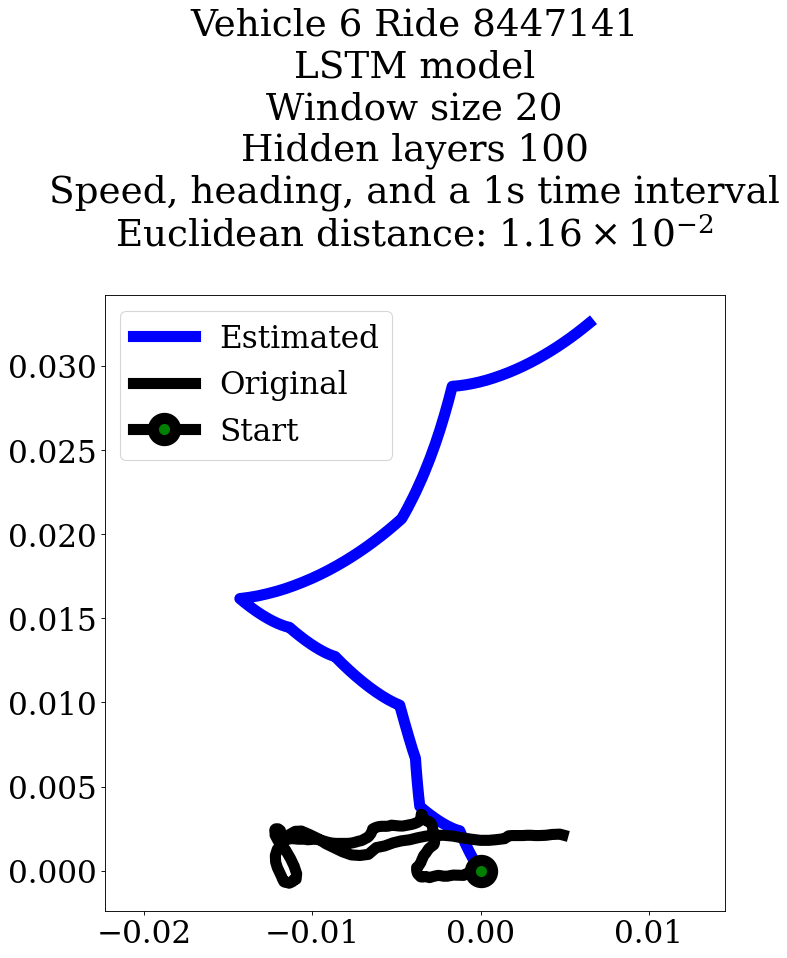 Vehicle 6 Ride 8447141
LSTM model
Window size 20
Hidden layers 100
Speed, heading, and a 1s time interval
Euclidean distance: 1.16 × 10⁻²
Estimated
Original
Start
0.030
0.025
0.020
0.015
0.010
0.005
0.000
−0.02 −0.01 0.00 0.01